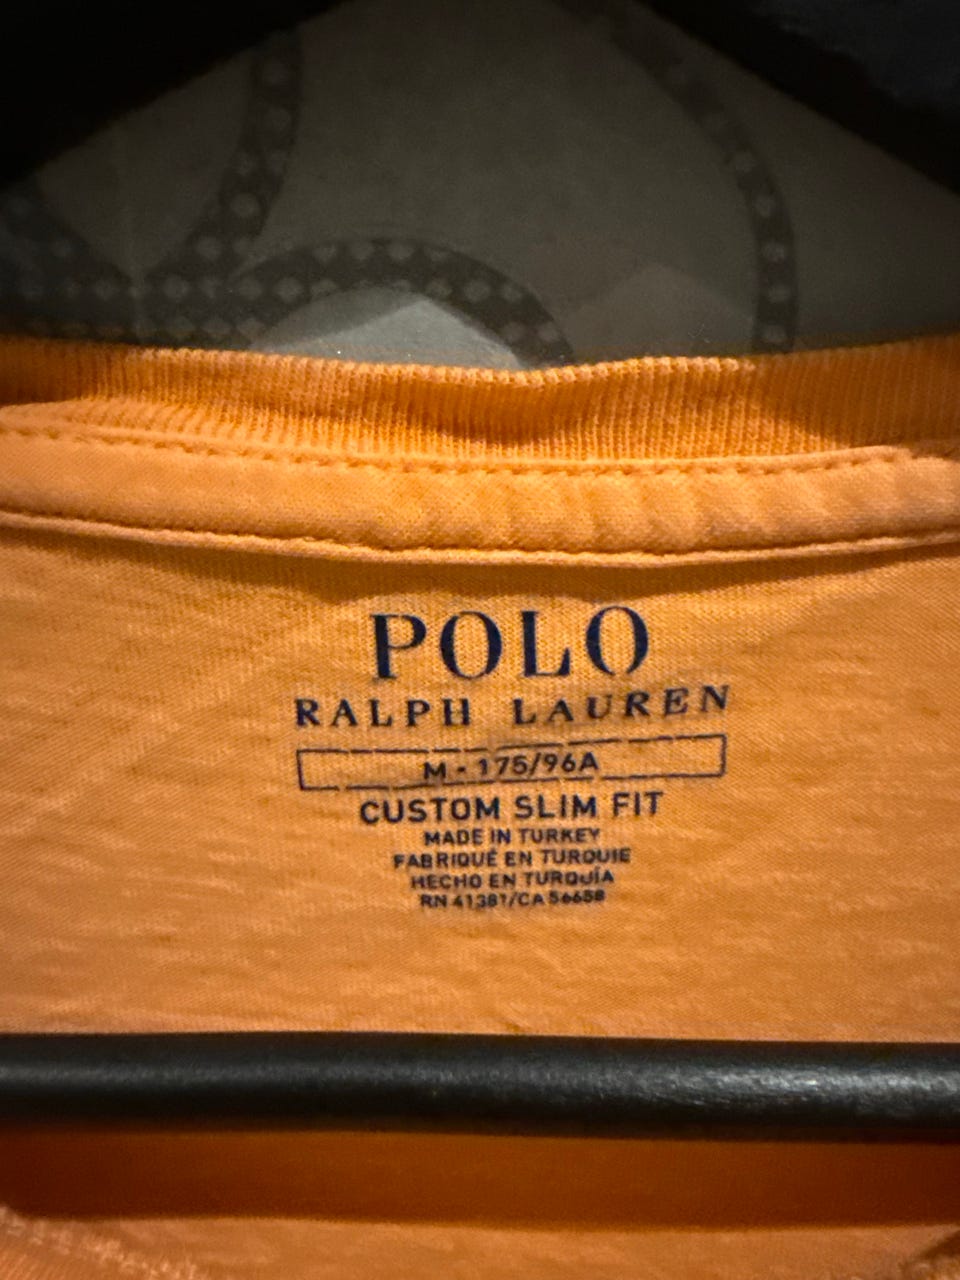 POLO
RALPH LAUREN
M - 175/96A
CUSTOM SLIM FIT
MADE IN TURKEY
FABRIQUÉ EN TURQUIE
HECHO EN TURQUÍA
RN 41381/CA 56658